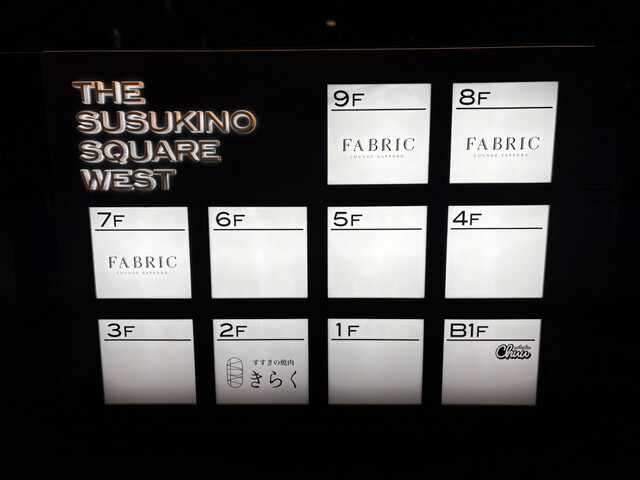 THE
SUSUKINO
SQUARE
WEST
9F
FABRIC
LOUNGE SAPPORO
8F
FABRIC
LOUNGE SAPPORO
7F
FABRIC
LOUNGE SAPPORO
6F
5F
4F
3F
2F
すすきの焼肉
きらく
1F
B1F